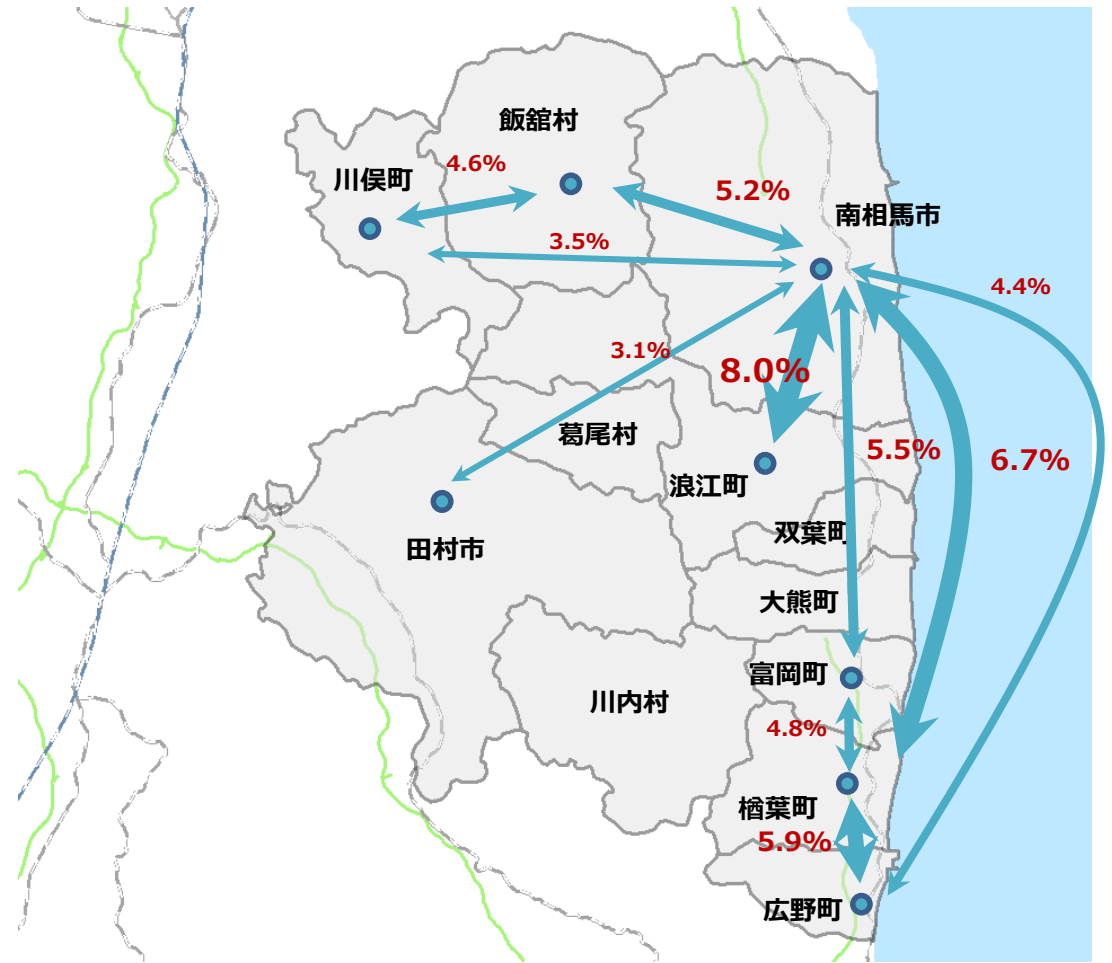 飯舘村
4.6%
川俣町
5.2%
南相馬市
3.5%
4.4%
3.1%
8.0%
葛尾村
5.5%
6.7%
浪江町
双葉町
田村市
大熊町
富岡町
川内村
4.8%
楢葉町
5.9%
広野町